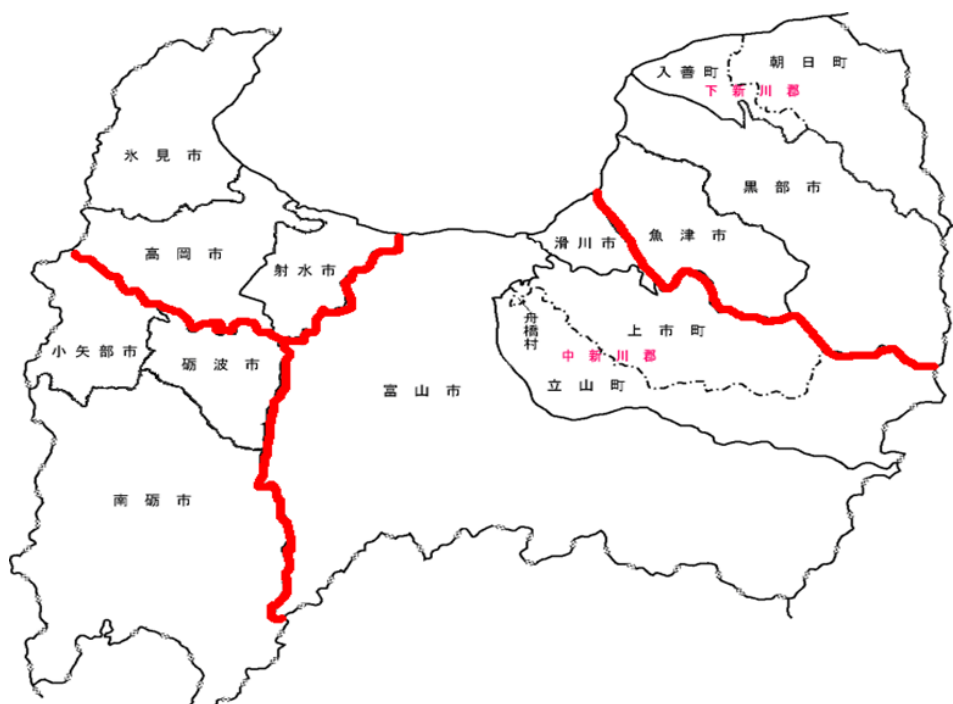 朝日町
入善町
下新川郡
氷見市
黒部市
魚津市
高岡市
滑川市
射水市
舟橋村
上市町
小矢部市
砺波市
中新川郡
富山市
立山町
南砺市